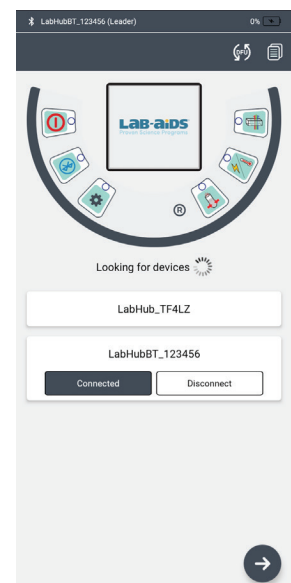 LabHubBT_123456 (Leader)
0%
DFU
LAB-AIDS
Proven Science Programs
®
Looking for devices
LabHub_TF4LZ
LabHubBT_123456
Connected
Disconnect